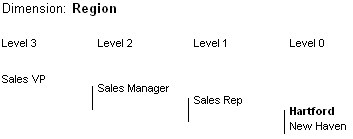 Dimension: Region
Level 3 Level 2 Level 1 Level 0
Sales VP
Sales Manager
Sales Rep
Hartford
New Haven